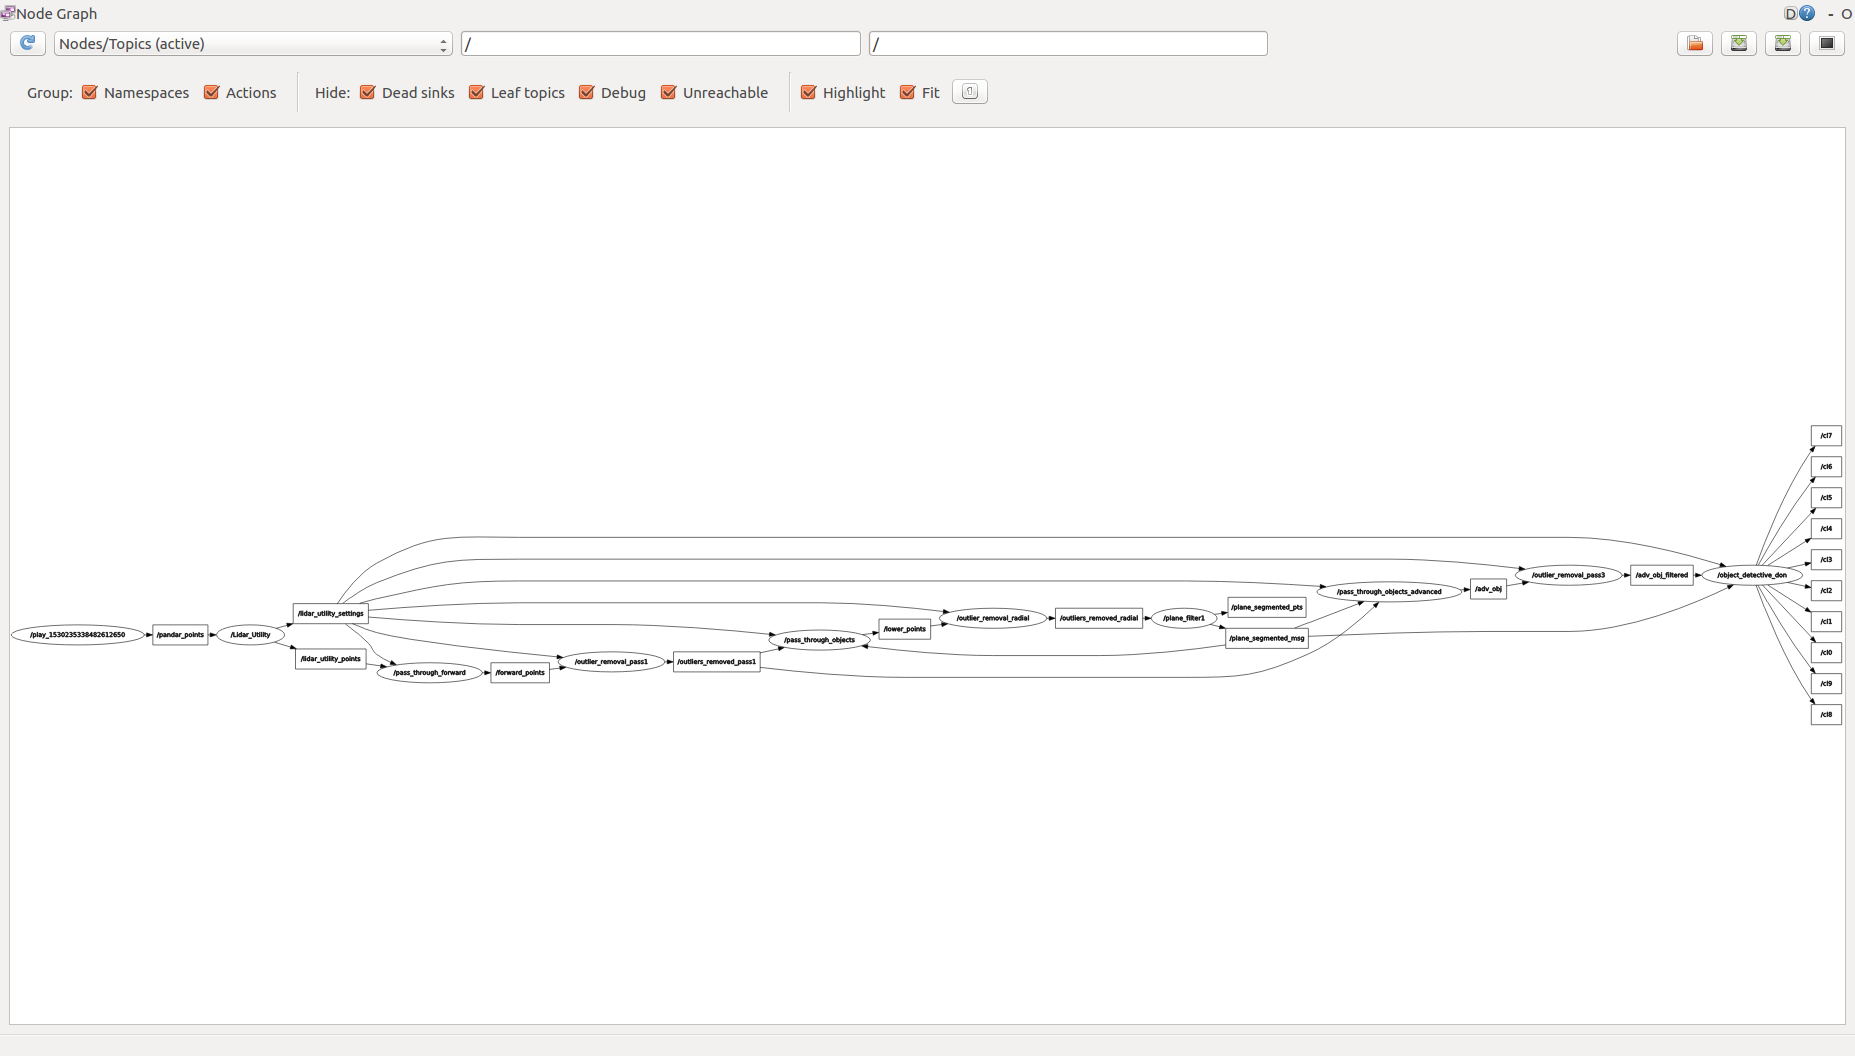 Node Graph
D ? - O
Nodes/Topics (active)
/
/
Group: Namespaces Actions Hide: Dead sinks Leaf topics Debug Unreachable Highlight Fit
/play_1530235338482612650
/pandar_points
/Lidar_Utility
/lidar_utility_settings
/lidar_utility_points
/pass_through_forward
/forward_points
/outlier_removal_pass1
/outliers_removed_pass1
/pass_through_objects
/lower_points
/outlier_removal_radial
/outliers_removed_radial
/plane_filter1
/plane_segmented_pts
/plane_segmented_msg
/pass_through_objects_advanced
/adv_obj
/outlier_removal_pass3
/adv_obj_filtered
/object_detective_don
/cl7
/cl6
/cl5
/cl4
/cl3
/cl2
/cl1
/cl0
/cl9
/cl8